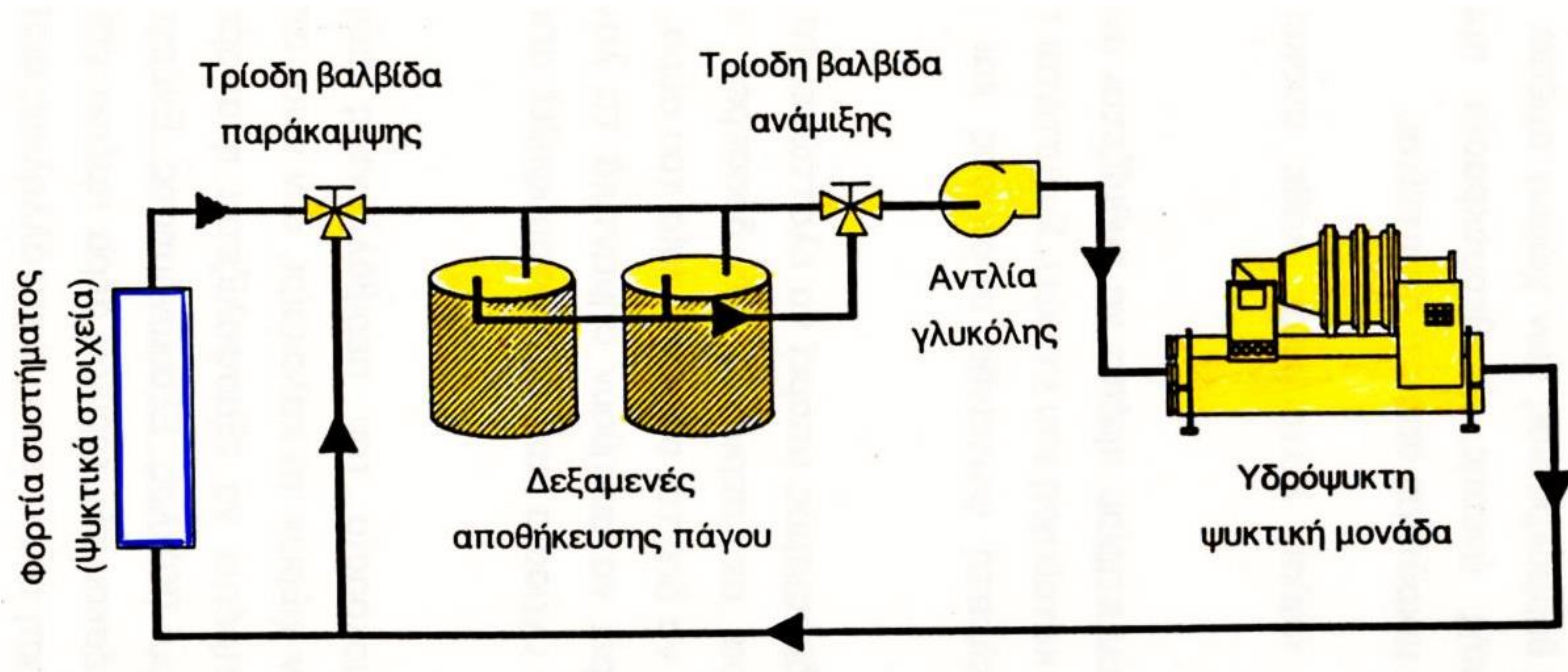 Τρίοδη βαλβίδα
παράκαμψης
Τρίοδη βαλβίδα
ανάμιξης
Αντλία
γλυκόλης
Φορτία συστήματος
(Ψυκτικά στοιχεία)
Δεξαμενές
αποθήκευσης πάγου
Υδρόψυκτη
ψυκτική μονάδα